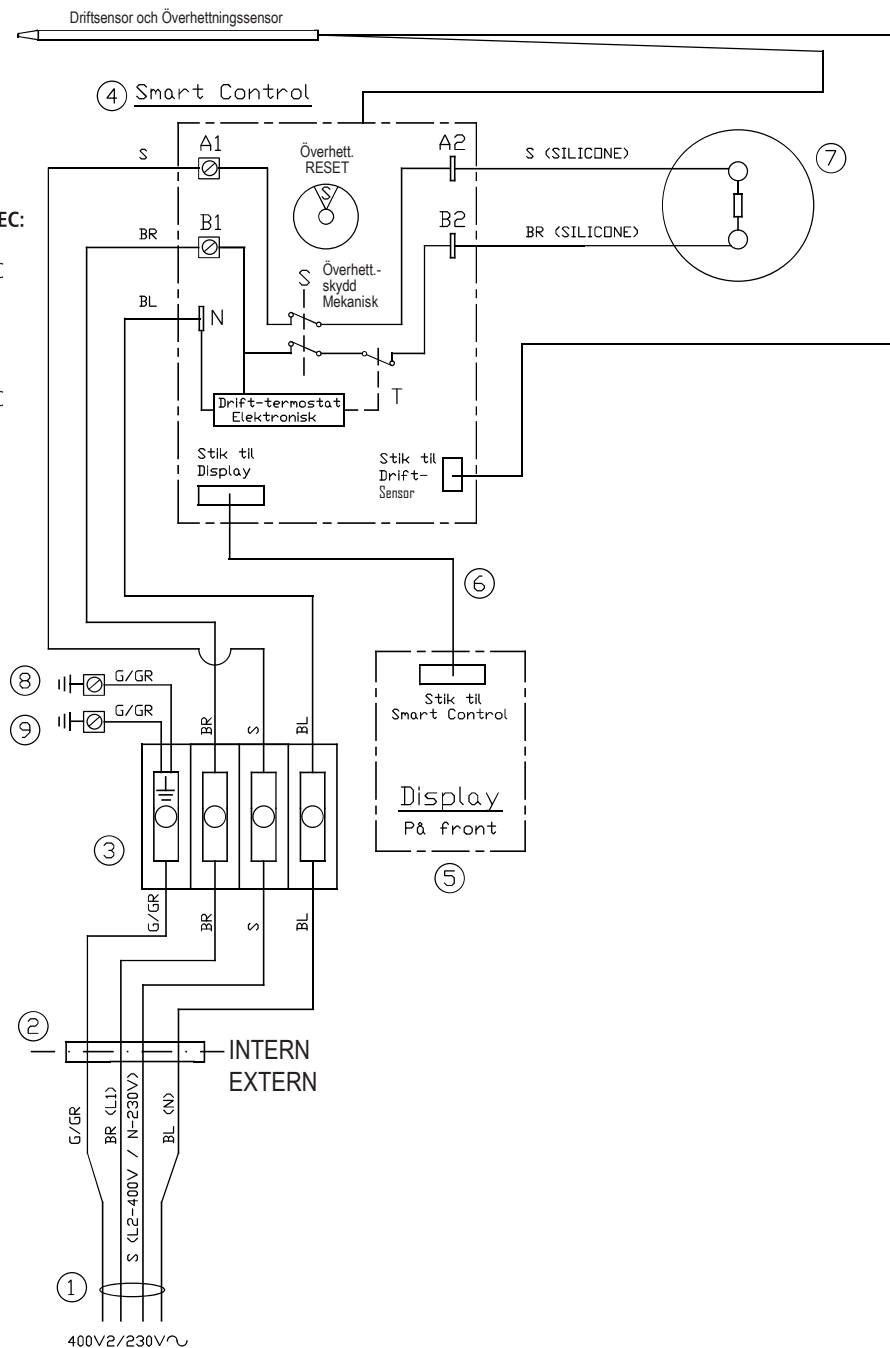 Driftsensor och Överhettningssensor
4 Smart Control
A1
Överhett.
RESET
A2
S
S
S (SILICONE)
7
EC:
B1
B2
BR
BR (SILICONE)
C
S
Överhett.-
skydd
Mekanisk
BL
N
C
T
Drift-termostat
Elektronisk
Stik til
Display
Stik til
Drift-
Sensor
6
8
G/GR
9
G/GR
BR
S
BL
Stik til
Smart Control
Display
På front
3
5
G/GR
BR
S
BL
2
INTERN
EXTERN
G/GR
BR (L1)
S (L2-400V / N-230V)
BL (N)
1
400V2/230V~